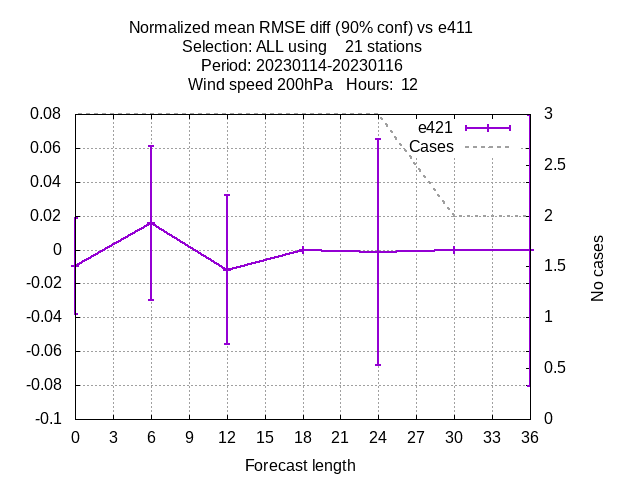 Normalized mean RMSE diff (90% conf) vs e411
Selection: ALL using 21 stations
Period: 20230114-20230116
Wind speed 200hPa Hours: 12
e421
Cases
0.08
0.06
0.04
0.02
0
-0.02
-0.04
-0.06
-0.08
-0.1
3
2.5
2
1.5
1
0.5
0
No cases
0 3 6 9 12 15 18 21 24 27 30 33 36
Forecast length